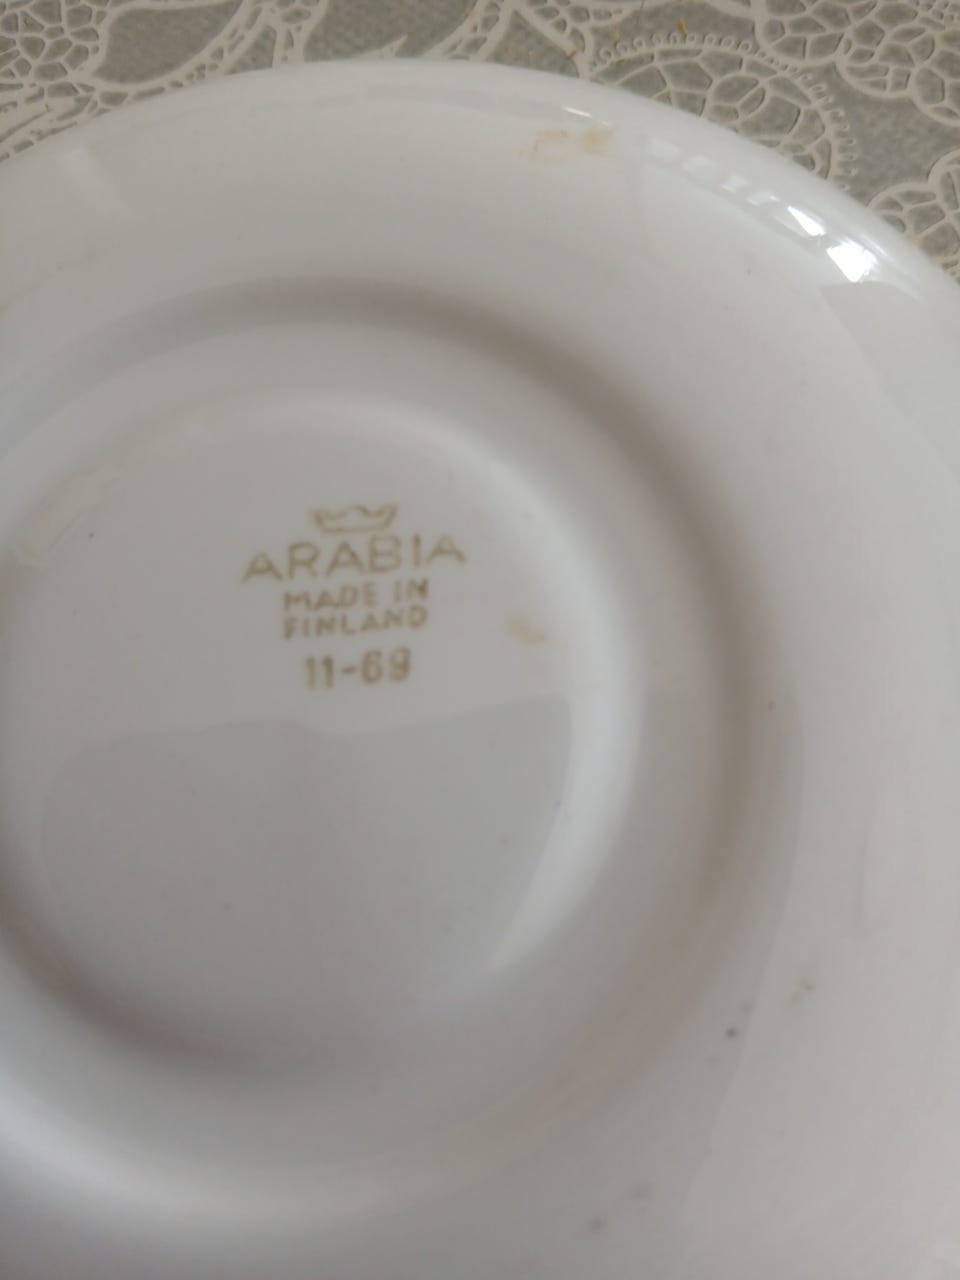 ARABIA
MADE IN
FINLAND
11-69